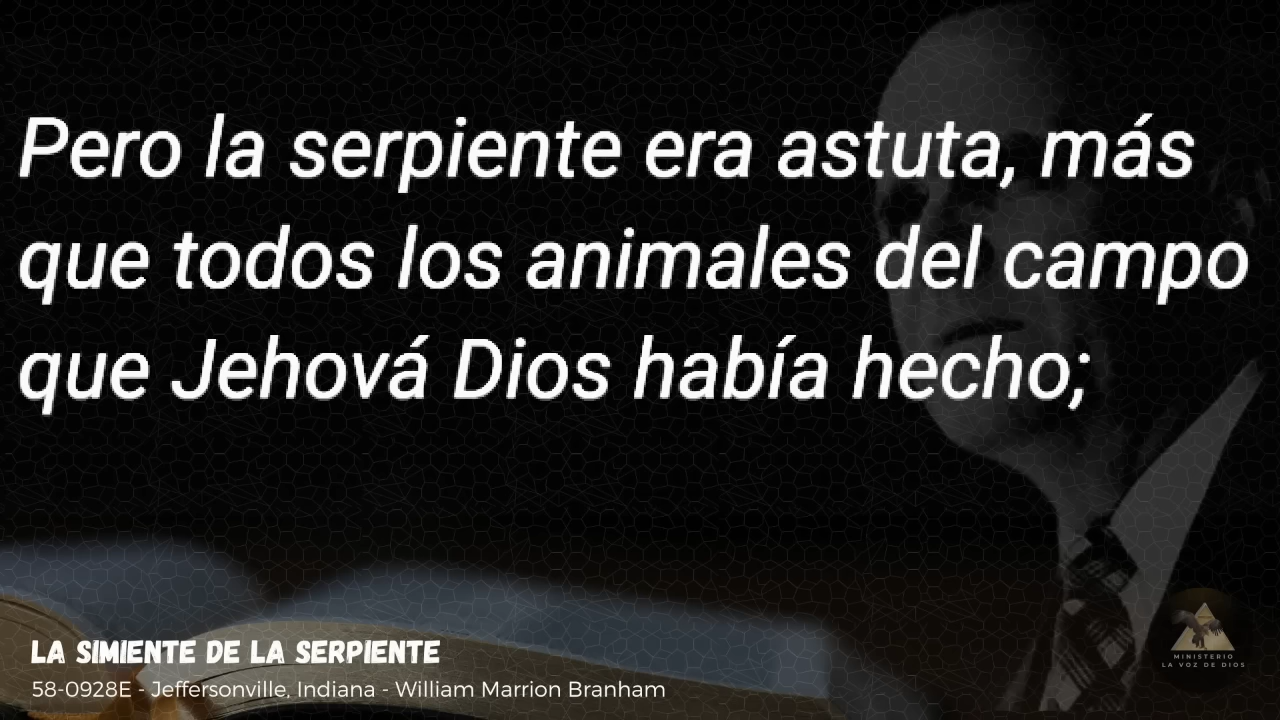 Pero la serpiente era astuta, más
que todos los animales del campo
que Jehová Dios había hecho;
LA SIMIENTE DE LA SERPIENTE
58-0928E - Jeffersonville, Indiana - William Marrion Branham
MINISTERIO
LA VOZ DE DIOS